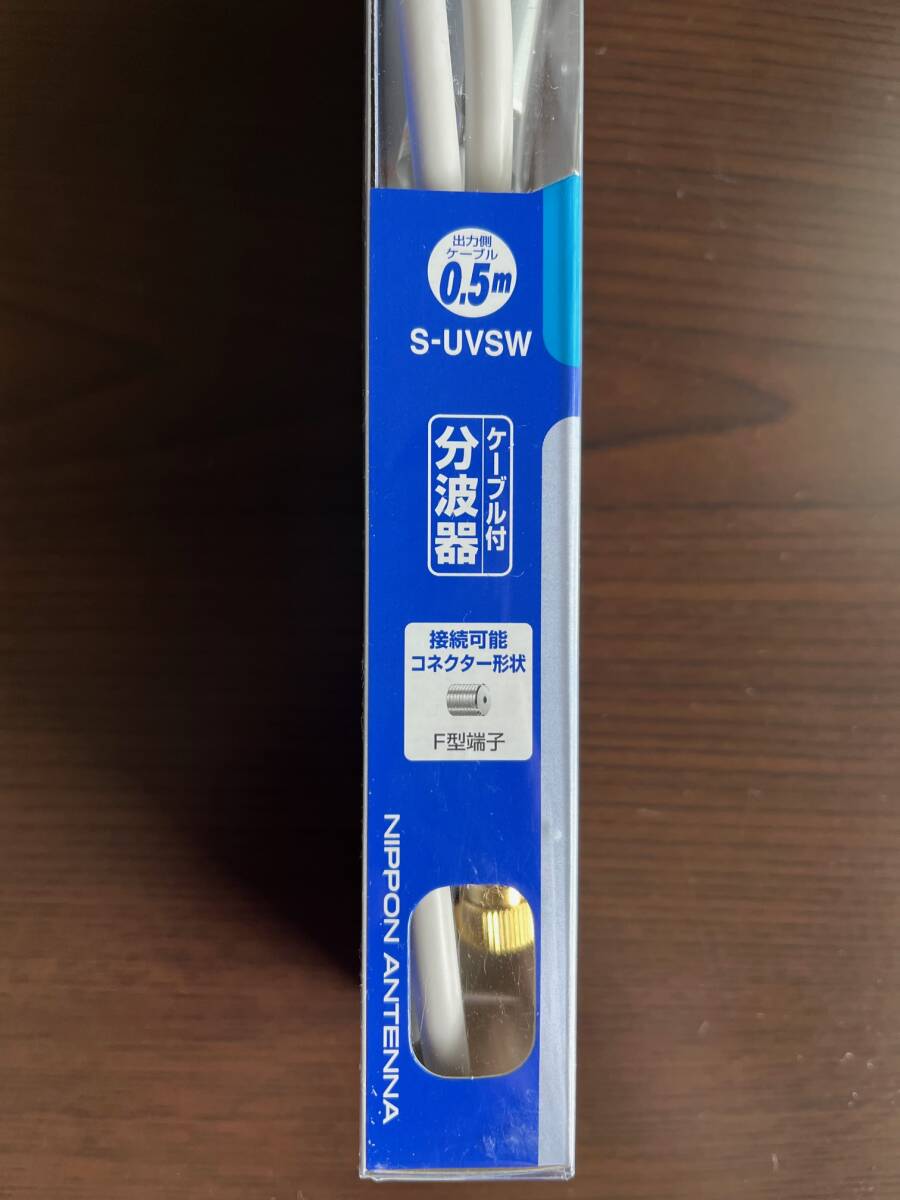 出力側
ケーブル
0.5m
S-UVSW
ケーブル付
分波器
接続可能
コネクター形状
F型端子
NIPPON ANTENNA